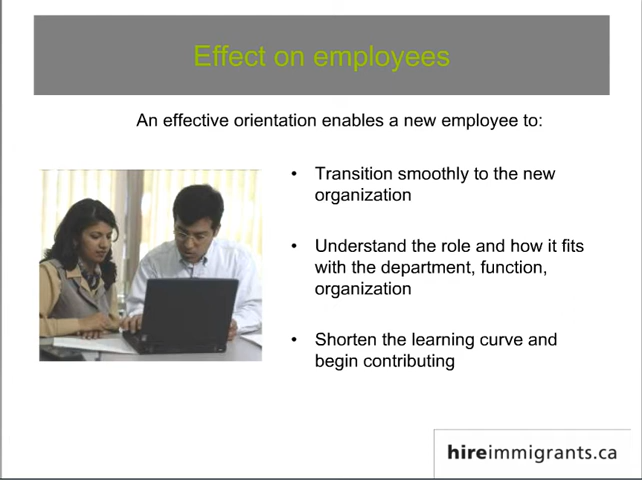 Effect on employees
An effective orientation enables a new employee to:
• Transition smoothly to the new
organization
• Understand the role and how it fits
with the department, function,
organization
• Shorten the learning curve and
begin contributing
hireimmigrants.ca